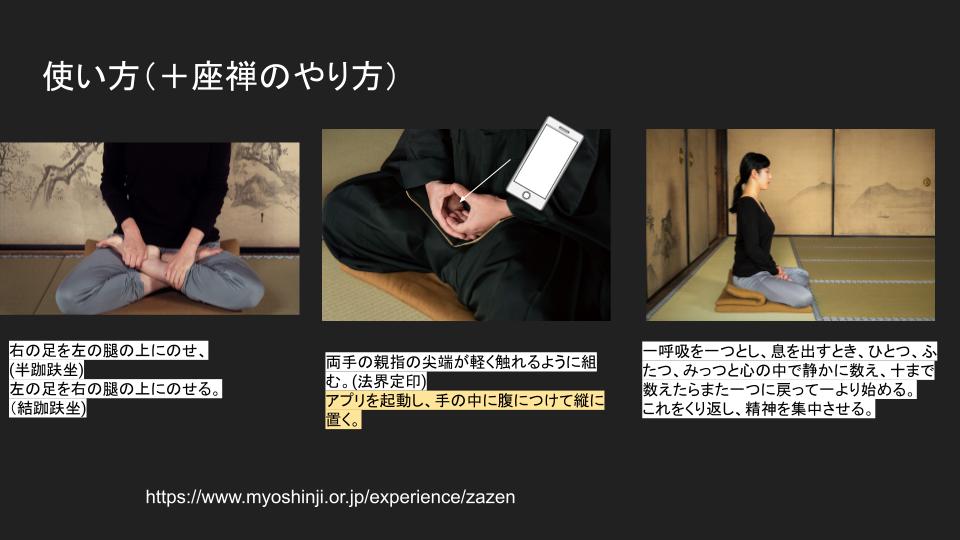 使い方（＋座禅のやり方）
右の足を左の腿の上にのせ、
(半跏趺坐)
左の足を右の腿の上にのせる。
（結跏趺坐)
両手の親指の尖端が軽く触れるように組
む。(法界定印)
アプリを起動し、手の中に腹につけて縦に
置く。
一呼吸を一つとし、息を出すとき、ひとつ、ふ
たつ、みっつと心の中で静かに数え、十まで
数えたらまた一つに戻って一より始める。
これをくり返し、精神を集中させる。
https://www.myoshinji.or.jp/experience/zazen